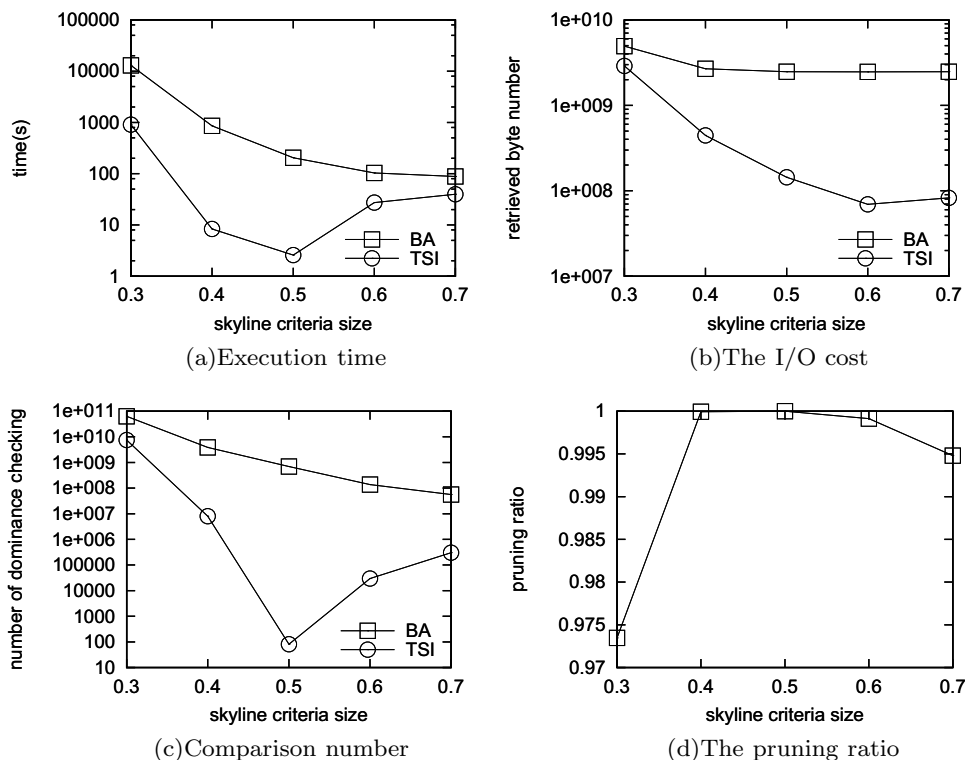 100000
10000
1000
100
10
1
time(s)
BA
TSI
0.3 0.4 0.5 0.6 0.7
skyline criteria size
(a)Execution time
1e+010
1e+009
1e+008
1e+007
retrieved byte number
BA
TSI
0.3 0.4 0.5 0.6 0.7
skyline criteria size
(b)The I/O cost
1e+011
1e+010
1e+009
1e+008
1e+007
1e+006
100000
10000
1000
100
10
number of dominance checking
BA
TSI
0.3 0.4 0.5 0.6 0.7
skyline criteria size
(c)Comparison number
1
0.995
0.99
0.985
0.98
0.975
0.97
pruning ratio
0.3 0.4 0.5 0.6 0.7
skyline criteria size
(d)The pruning ratio